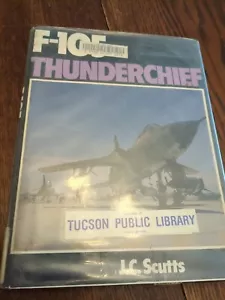 F-105
THUNDERCHIEF
TUCSON PUBLIC LIBRARY
J.C. Scutts